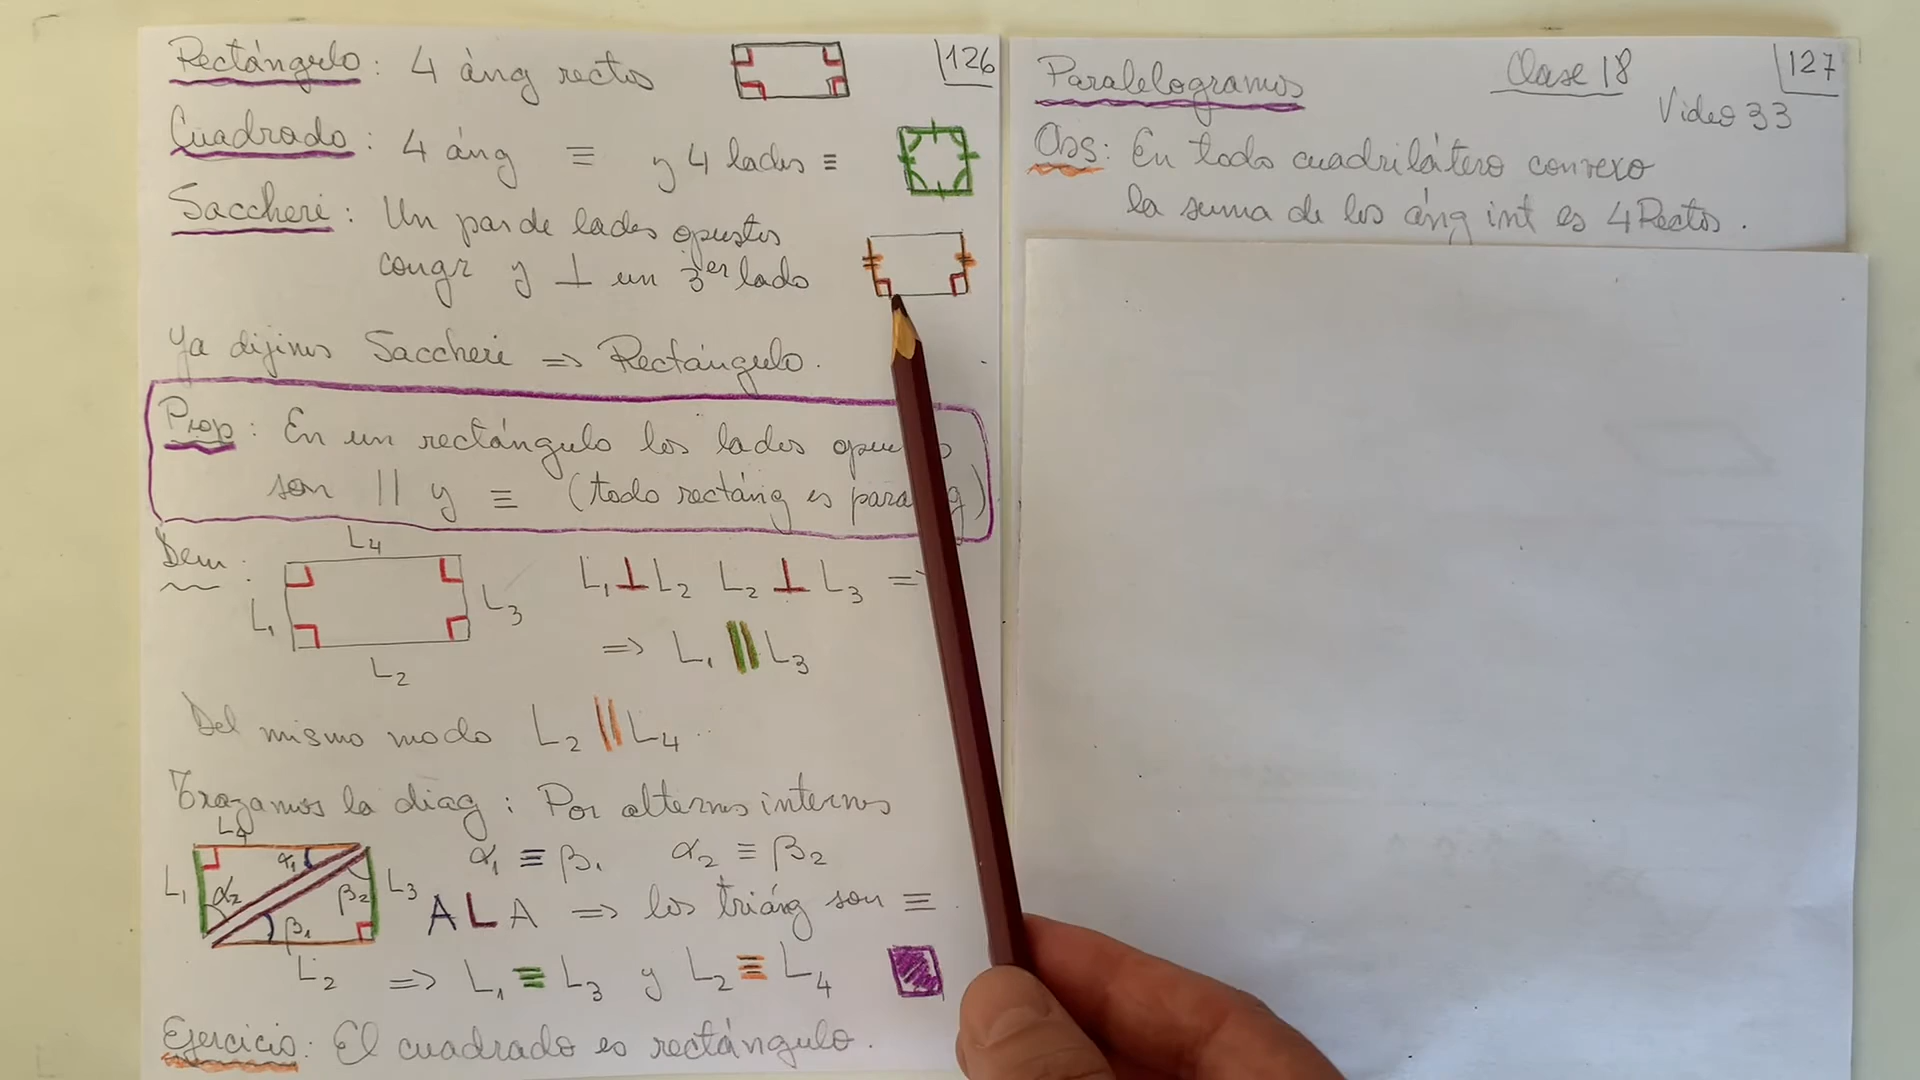 126
Rectángulo: 4 áng rectos
Cuadrado: 4 áng ≡ y 4 lados ≡
Saccheri: Un par de lados opuestos
congr y ⊥ un 3er lado
Ya dijimos Saccheri => Rectángulo.
Prop: En un rectángulo los lados
son || y ≡ (todo rectáng es
Dem:
L4
L1
L3
L2
L1 ⊥ L2 L2 ⊥ L3 =>
=> L1 || L3
Del mismo modo L2 || L4
Trazamos la diag: Por alternos internos
L4
L1 α1 α2 β2 L3
β1
L2
α1 ≡ β1 α2 ≡ β2
A L A => los triáng son ≡
=> L1 ≡ L3 y L2 ≡ L4
Ejercicio: El cuadrado es rectángulo.
Paralelogramos Clase 18 127
Video 33
Obs: En todo cuadrilátero convexo
la suma de los áng int es 4 Rectos.